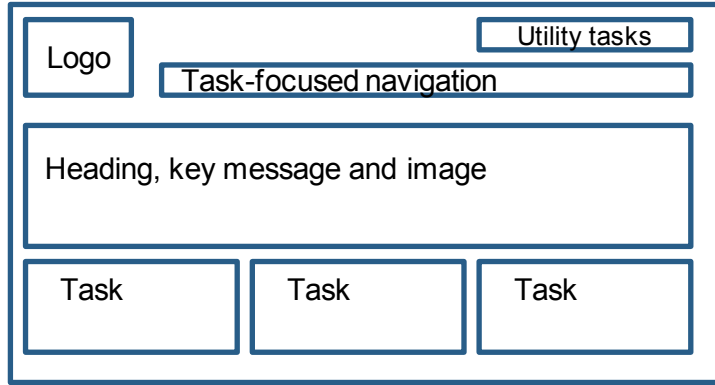 Logo
Utility tasks
Task-focused navigation
Heading, key message and image
Task
Task
Task